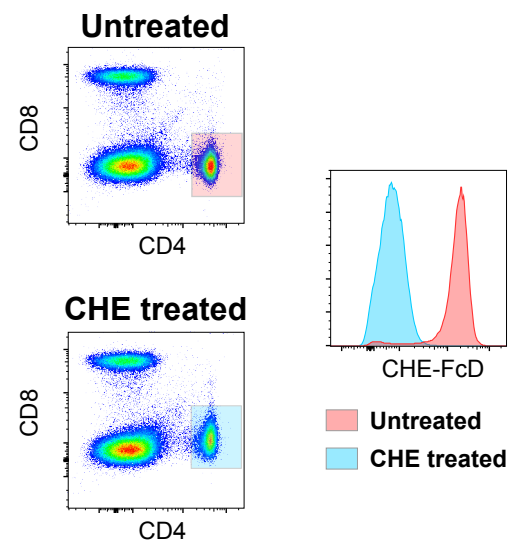 Untreated
CD8
CD4
CHE treated
CD8
CD4
CHE-FcD
Untreated
CHE treated